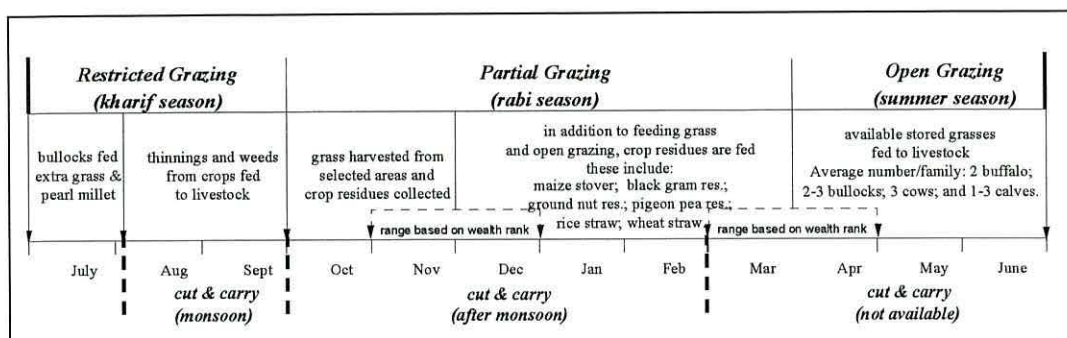 Restricted Grazing
(kharif season)
Partial Grazing
(rabi season)
Open Grazing
(summer season)
bullocks fed
extra grass &
pearl millet
thinnings and weeds
from crops fed
to livestock
grass harvested from
selected areas and
crop residues collected
in addition to feeding grass
and open grazing, crop residues are fed
these include:
maize stover; black gram res.;
ground nut res.; pigeon pea res.;
rice straw; wheat straw
available stored grasses
fed to livestock
Average number/family: 2 buffalo;
2-3 bullocks; 3 cows; and 1-3 calves.
range based on wealth rank
range based on wealth rank
July Aug Sept Oct Nov Dec Jan Feb Mar Apr May June
cut & carry
(monsoon)
cut & carry
(after monsoon)
cut & carry
(not available)